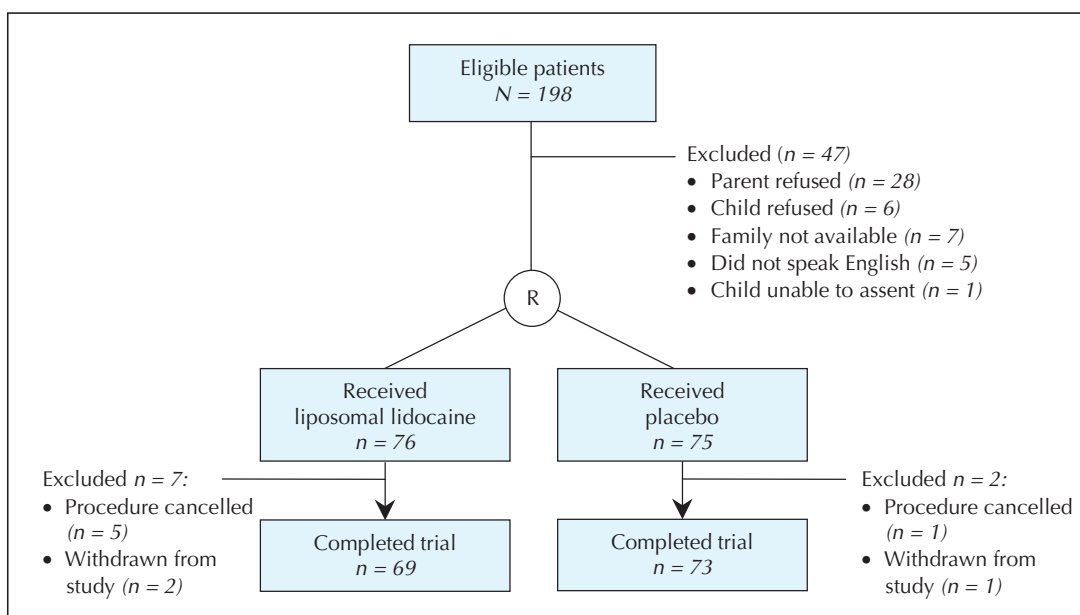 Eligible patients
N = 198
Excluded (n = 47)
• Parent refused (n = 28)
• Child refused (n = 6)
• Family not available (n = 7)
• Did not speak English (n = 5)
• Child unable to assent (n = 1)
R
Received
liposomal lidocaine
n = 76
Received
placebo
n = 75
Excluded n = 7:
• Procedure cancelled
(n = 5)
• Withdrawn from
study (n = 2)
Excluded n = 2:
• Procedure cancelled
(n = 1)
• Withdrawn from
study (n = 1)
Completed trial
n = 69
Completed trial
n = 73